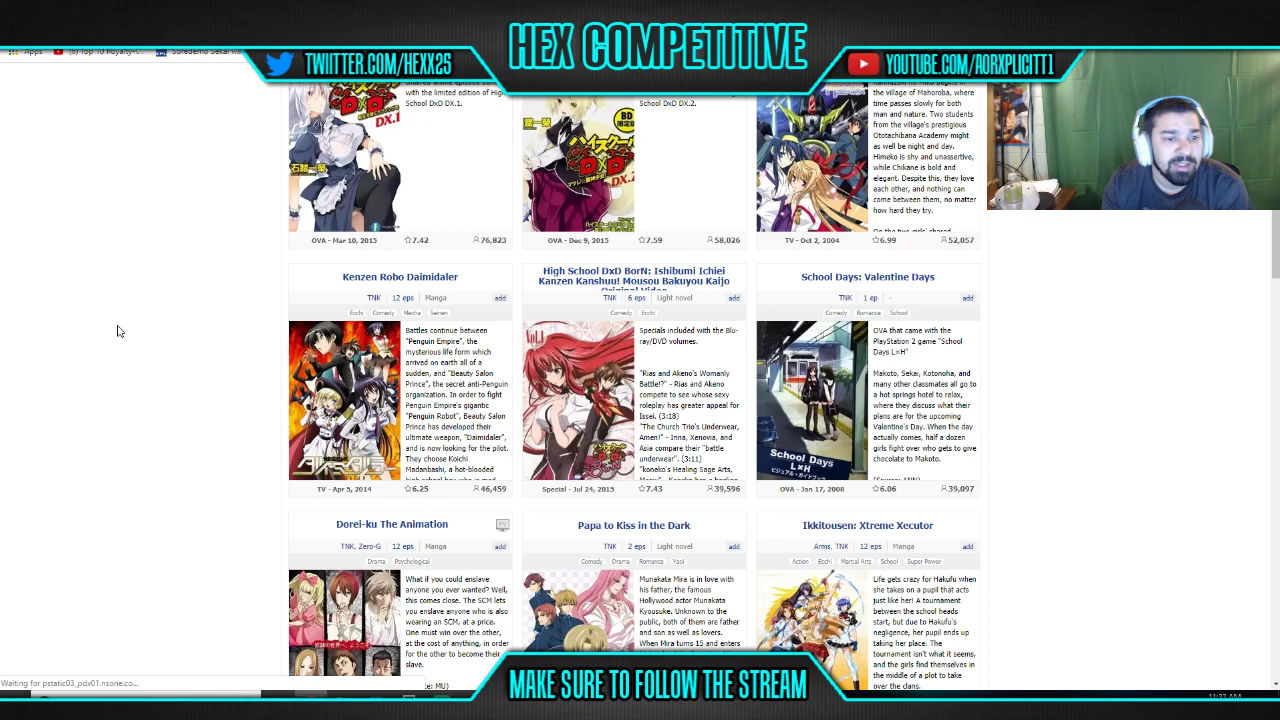 HEX COMPETITIVE
TWIITTER.COM/HEXX25
YOUTUBE.COM/AORXPLICITT1
Apps
with the limited edition of High
School DxD DX.1.
School DxD DX.2.
the village of Mahoroba, where
time passes slowly for both
man and nature. Two students
from the village's prestigious
Ototachibana Academy might
as well be night and day.
Himeko is shy and unassertive,
while Chikane is bold and
elegant. Despite this, they love
each other, and nothing can
come between them, no matter
how hard they try.
DX.1
石踏一榮
BD
ハイスクール
D×D
DX.2
OVA - Mar 10, 2015
7.42
76,823
OVA - Dec 9, 2015
7.59
58,026
TV - Oct 2, 2004
6.99
52,057
Kenzen Robo Daimidaler
TNK 12 eps Manga add
Ecchi Comedy Mecha Seinen
Battles continue between
"Penguin Empire", the
mysterious life form which
arrived on earth all of a
sudden, and "Beauty Salon
Prince", the secret anti-Penguin
organization. In order to fight
Penguin Empire's gigantic
"Penguin Robot", Beauty Salon
Prince has developed their
ultimate weapon, "Daimidaler",
and is now looking for the pilot.
They choose Koichi
Madanbashi, a hot-blooded
TV - Apr 5, 2014
6.25
46,459
High School DxD BorN: Ishibumi Ichiei
Kanzen Kanshuu! Mousou Bakuyou Kaijo
Original Video
TNK 6 eps Light novel add
Comedy Ecchi
Specials included with the Blu-
ray/DVD volumes.
"Rias and Akeno's Womanly
Battle!?" - Rias and Akeno
compete to see whose sexy
roleplay has greater appeal for
Issei. (3:18)
"The Church Trio's Underwear,
Amen!" - Irina, Xenovia, and
Asia compare their "battle
underwear". (3:11)
"koneko's Healing Sage Arts,
Special - Jul 24, 2015
7.43
39,596
School Days: Valentine Days
TNK 1 ep - add
Comedy Romance School
School Days
L×H
OVA that came with the
PlayStation 2 game "School
Days L×H"
Makoto, Sekai, Kotonoha, and
many other classmates all go to
a hot springs hotel to relax,
where they discuss what their
plans are for the upcoming
Valentine's Day. When the day
actually comes, half a dozen
girls fight over who gets to give
chocolate to Makoto.
(Source: ANN)
OVA - Jan 17, 2008
6.06
39,097
Dorei-ku The Animation
PV
TNK, Zero-G 12 eps Manga add
Drama Psychological
What if you could enslave
anyone you ever wanted? Well,
this comes close. The SCM lets
you enslave anyone who is also
wearing an SCM, at a price.
One must win over the other,
at the cost of anything, in order
for the other to become their
slave.
Papa to Kiss in the Dark
TNK 2 eps Light novel add
Comedy Drama Romance Yaoi
Munakata Mira is in love with
his father, the famous
Hollywood actor Munakata
Kyousuke. Unknown to the
public, both of them are father
and son as well as lovers.
When Mira turns 15 and enters
Ikkitousen: Xtreme Xecutor
Arms, TNK 12 eps Manga add
Action Ecchi Martial Arts School Super Power
Life gets crazy for Hakufu when
she takes on a pupil that acts
just like her! A tournament
between the school heads
start, but due to Hakufu's
negligence, her pupil ends up
taking her place. The
tournament isn't what it seems,
and the girls find themselves in
the middle of a plot to take
over the clans.
Waiting for pstatic03_pdx01.nsone.co...
MAKE SURE TO FOLLOW THE STREAM